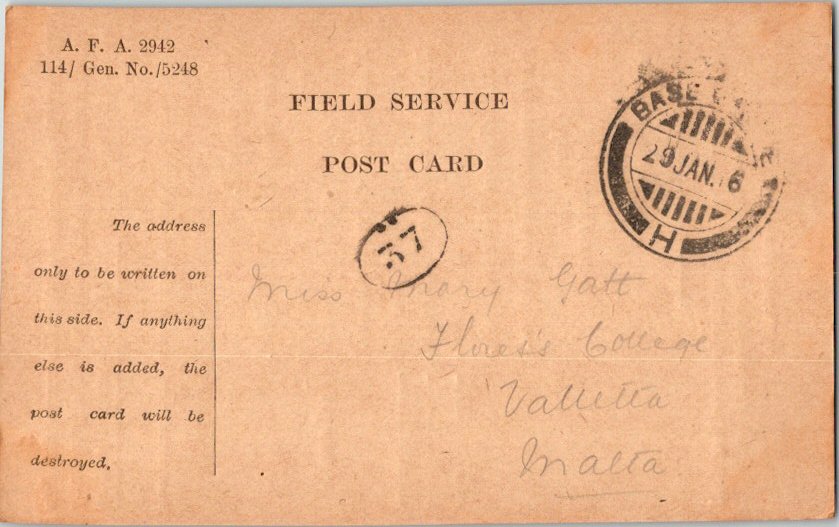 A. F. A. 2942
114/ Gen. No./5248
FIELD SERVICE
POST CARD
BASE
29 JAN. 6
H
37
The address
only to be written on
this side. If anything
else is added, the
post card will be
destroyed.
Miss Mary Gatt
Flores's College
Valletta
Malta